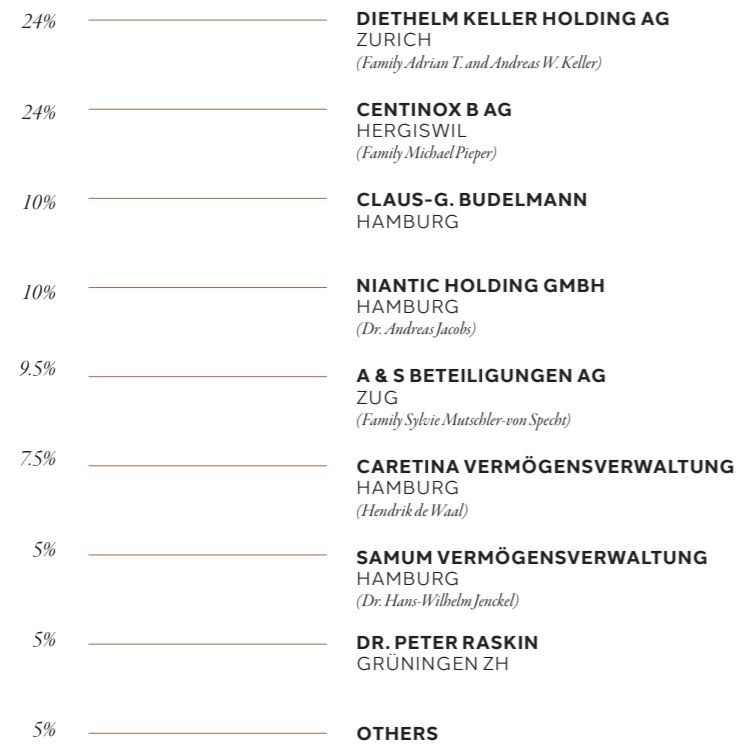 24%
DIETHELM KELLER HOLDING AG
ZURICH
(Family Adrian T. and Andreas W. Keller)
24%
CENTINOX B AG
HERGISWIL
(Family Michael Pieper)
10%
CLAUS-G. BUDELMANN
HAMBURG
10%
NIANTIC HOLDING GMBH
HAMBURG
(Dr. Andreas Jacobs)
9.5%
A & S BETEILIGUNGEN AG
ZUG
(Family Sylvie Mutschler-von Specht)
7.5%
CARETINA VERMÖGENSVERWALTUNG
HAMBURG
(Hendrik de Waal)
5%
SAMUM VERMÖGENSVERWALTUNG
HAMBURG
(Dr. Hans-Wilhelm Jenckel)
5%
DR. PETER RASKIN
GRÜNINGEN ZH
5%
OTHERS